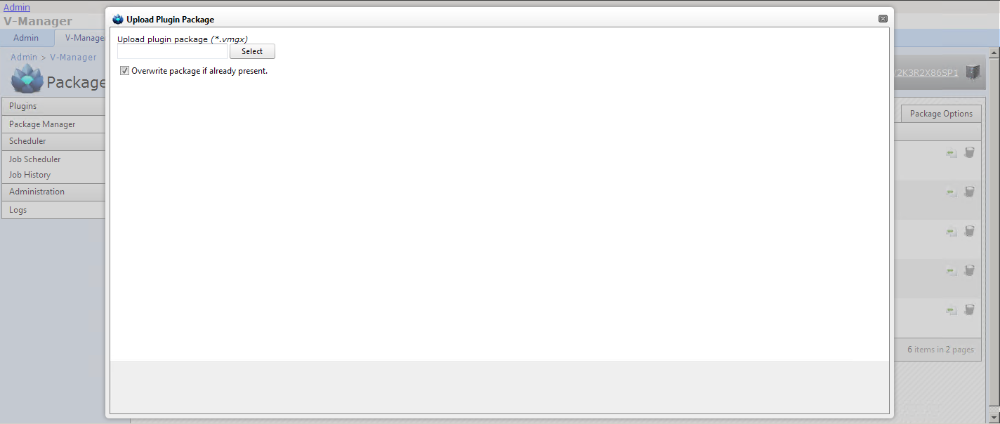 Admin
V-Manager
Admin
Admin > V-Manager
Package
Plugins
Package Manager
Scheduler
Job Scheduler
Job History
Administration
Logs
Upload Plugin Package
Upload plugin package (*.vmgx)
Select
Overwrite package if already present.
2K3R2X86SP1
Package Options
6 items in 2 pages